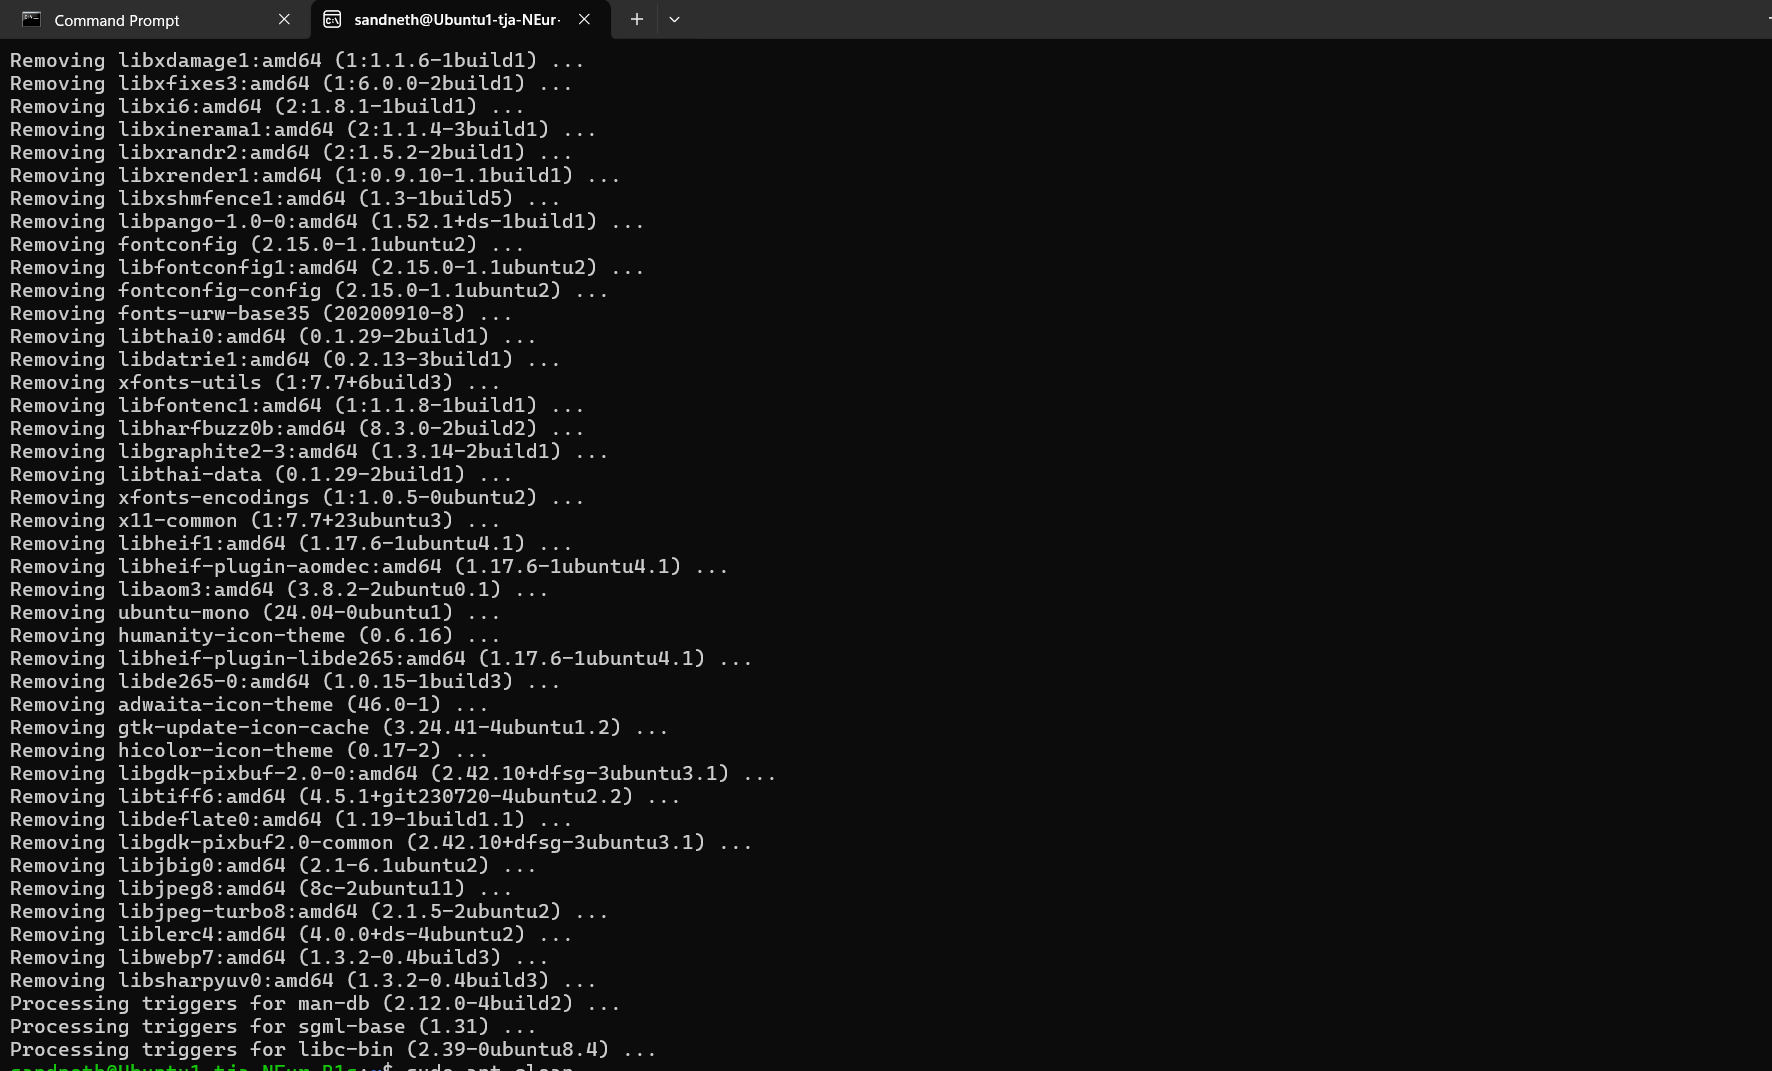 Command Prompt
sandneth@Ubuntu1-tja-NEur-
Removing libxdamage1:amd64 (1:1.1.6-1build1) ...
Removing libxfixes3:amd64 (1:6.0.0-2build1) ...
Removing libxi6:amd64 (2:1.8.1-1build1) ...
Removing libxinerama1:amd64 (2:1.1.4-3build1) ...
Removing libxrandr2:amd64 (2:1.5.2-2build1) ...
Removing libxrender1:amd64 (1:0.9.10-1.1build1) ...
Removing libxshmfence1:amd64 (1.3-1build5) ...
Removing libpango-1.0-0:amd64 (1.52.1+ds-1build1) ...
Removing fontconfig (2.15.0-1.1ubuntu2) ...
Removing libfontconfig1:amd64 (2.15.0-1.1ubuntu2) ...
Removing fontconfig-config (2.15.0-1.1ubuntu2) ...
Removing fonts-urw-base35 (20200910-8) ...
Removing libthai0:amd64 (0.1.29-2build1) ...
Removing libdatrie1:amd64 (0.2.13-3build1) ...
Removing xfonts-utils (1:7.7+6build3) ...
Removing libfontenc1:amd64 (1:1.1.8-1build1) ...
Removing libharfbuzz0b:amd64 (8.3.0-2build2) ...
Removing libgraphite2-3:amd64 (1.3.14-2build1) ...
Removing libthai-data (0.1.29-2build1) ...
Removing xfonts-encodings (1:1.0.5-0ubuntu2) ...
Removing x11-common (1:7.7+23ubuntu3) ...
Removing libheif1:amd64 (1.17.6-1ubuntu4.1) ...
Removing libheif-plugin-aomdec:amd64 (1.17.6-1ubuntu4.1) ...
Removing libaom3:amd64 (3.8.2-2ubuntu0.1) ...
Removing ubuntu-mono (24.04-0ubuntu1) ...
Removing humanity-icon-theme (0.6.16) ...
Removing libheif-plugin-libde265:amd64 (1.17.6-1ubuntu4.1) ...
Removing libde265-0:amd64 (1.0.15-1build3) ...
Removing adwaita-icon-theme (46.0-1) ...
Removing gtk-update-icon-cache (3.24.41-4ubuntu1.2) ...
Removing hicolor-icon-theme (0.17-2) ...
Removing libgdk-pixbuf-2.0-0:amd64 (2.42.10+dfsg-3ubuntu3.1) ...
Removing libtiff6:amd64 (4.5.1+git230720-4ubuntu2.2) ...
Removing libdeflate0:amd64 (1.19-1build1.1) ...
Removing libgdk-pixbuf2.0-common (2.42.10+dfsg-3ubuntu3.1) ...
Removing libjbig0:amd64 (2.1-6.1ubuntu2) ...
Removing libjpeg8:amd64 (8c-2ubuntu11) ...
Removing libjpeg-turbo8:amd64 (2.1.5-2ubuntu2) ...
Removing liblerc4:amd64 (4.0.0+ds-4ubuntu2) ...
Removing libwebp7:amd64 (1.3.2-0.4build3) ...
Removing libsharpyuv0:amd64 (1.3.2-0.4build3) ...
Processing triggers for man-db (2.12.0-4build2) ...
Processing triggers for sgml-base (1.31) ...
Processing triggers for libc-bin (2.39-0ubuntu8.4) ...
sandneth@Ubuntu1-tja-NEur-B1s:~$ sudo apt clean